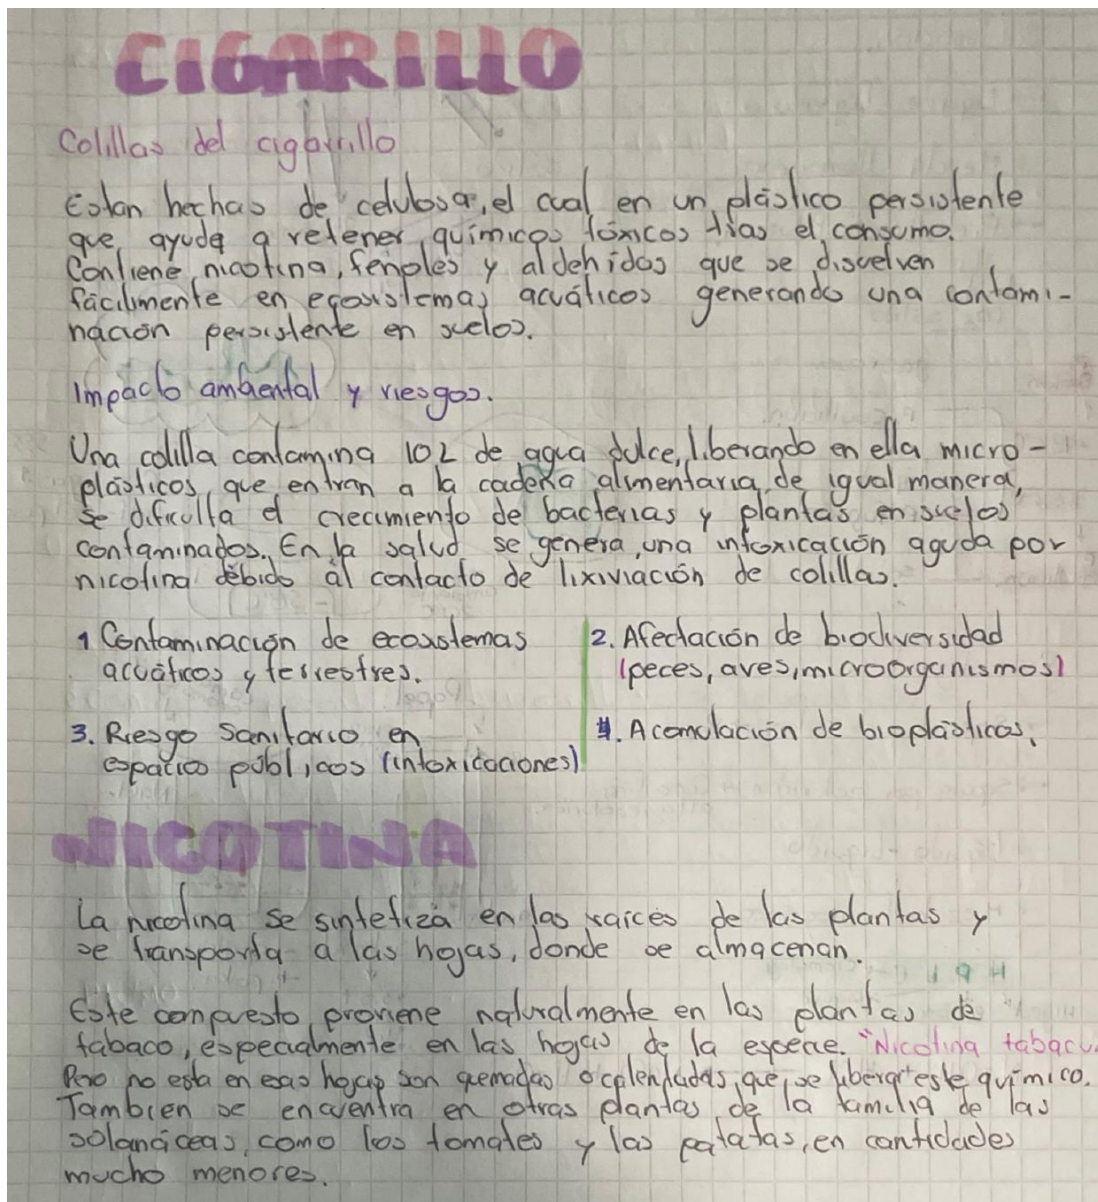 CIGARILLO
Colillas del cigarrillo
Estan hechas de celulosa, el cual en un plástico persistente
que ayuda a retener químicos tóxicos tras el consumo.
Contiene nicotina, fenoles y aldehidos que se disuelven
fácilmente en ecosistemas acuáticos generando una contami-
nación persistente en suelos.
Impacto ambiental y riesgos.
Una colilla contamina 10L de agua dulce, liberando en ella micro-
plásticos que entran a la cadena alimentaria, de igual manera,
se dificulta el crecimiento de bacterias y plantas en suelos
contaminados. En la salud se genera una intoxicación aguda por
nicotina debido al contacto de lixiviación de colillas.
1 Contaminación de ecosistemas
acuáticos y terrestres.
2. Afectación de biodiversidad
(peces, aves, microorganismos)
3. Riesgo Sanitario en
espacios públicos (intoxicaciones)
4. Acomulación de bioplásticos.
NICOTINA
La nicotina se sintetiza en las raíces de las plantas y
se transporta a las hojas, donde se almacenan.
Este compuesto proviene naturalmente en las plantas de
tabaco, especialmente en las hojas de la especie. "Nicotina tabacu
Pero no esta en esas hojas son quemadas o calentadas, que se libera este químico.
Tambien se encuentra en otras plantas de la familia de las
solanáceas, como los tomates y las patatas, en cantidades
mucho menores.